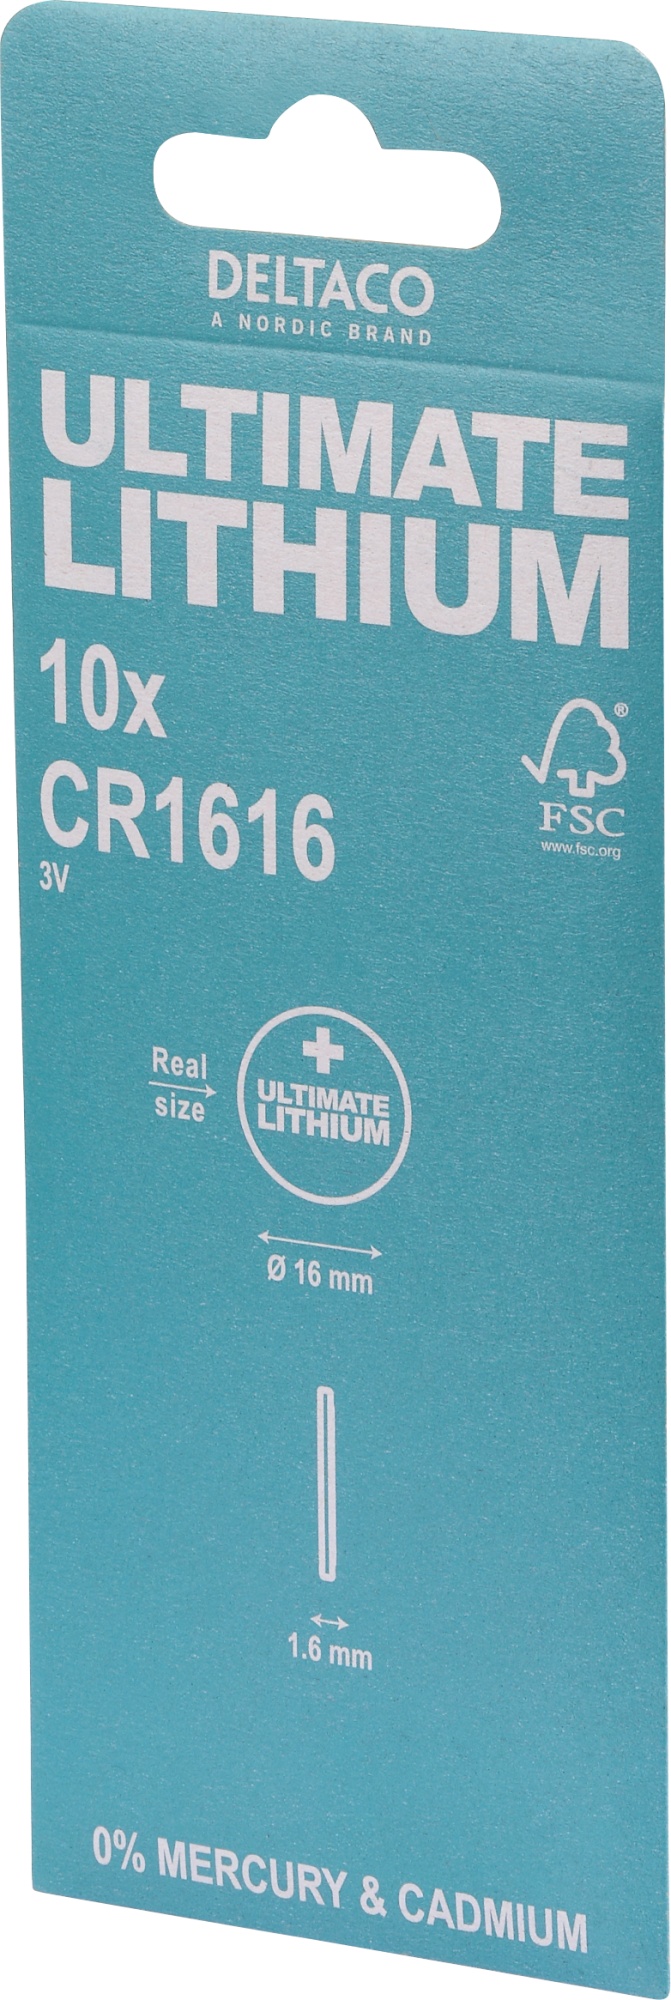 DELTACO
A NORDIC BRAND
ULTIMATE
LITHIUM
10x
CR1616
3V
®
FSC
www.fsc.org
Real
size
+
ULTIMATE
LITHIUM
Ø 16 mm
1.6 mm
0% MERCURY & CADMIUM